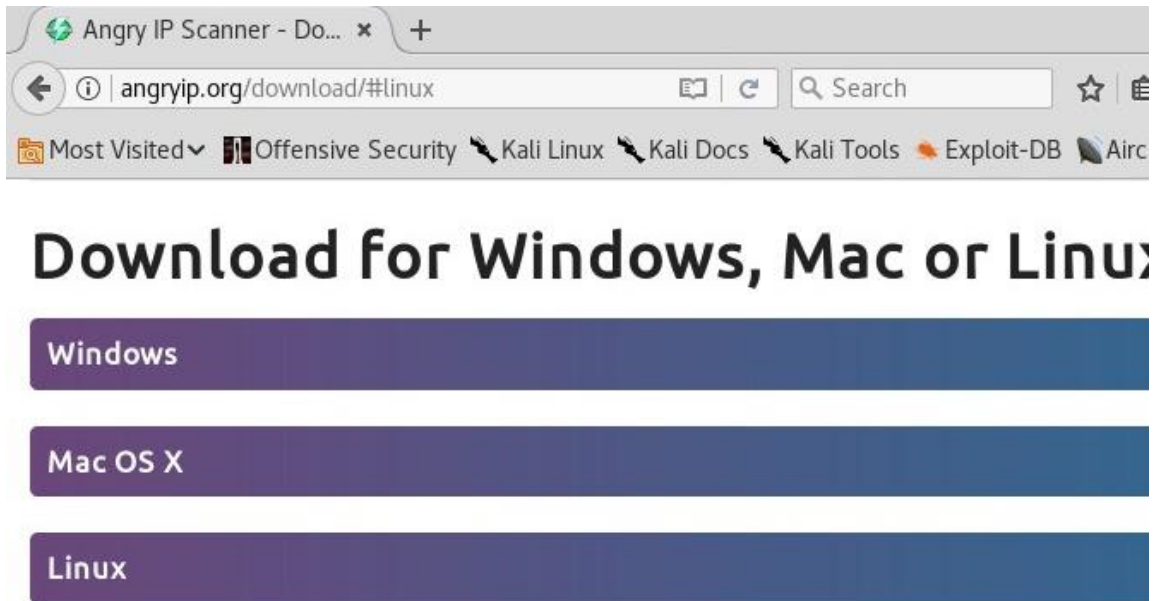 Angry IP Scanner - Do...
angryip.org/download/#linux Search
Most Visited Offensive Security Kali Linux Kali Docs Kali Tools Exploit-DB Airc
Download for Windows, Mac or Linux
Windows
Mac OS X
Linux